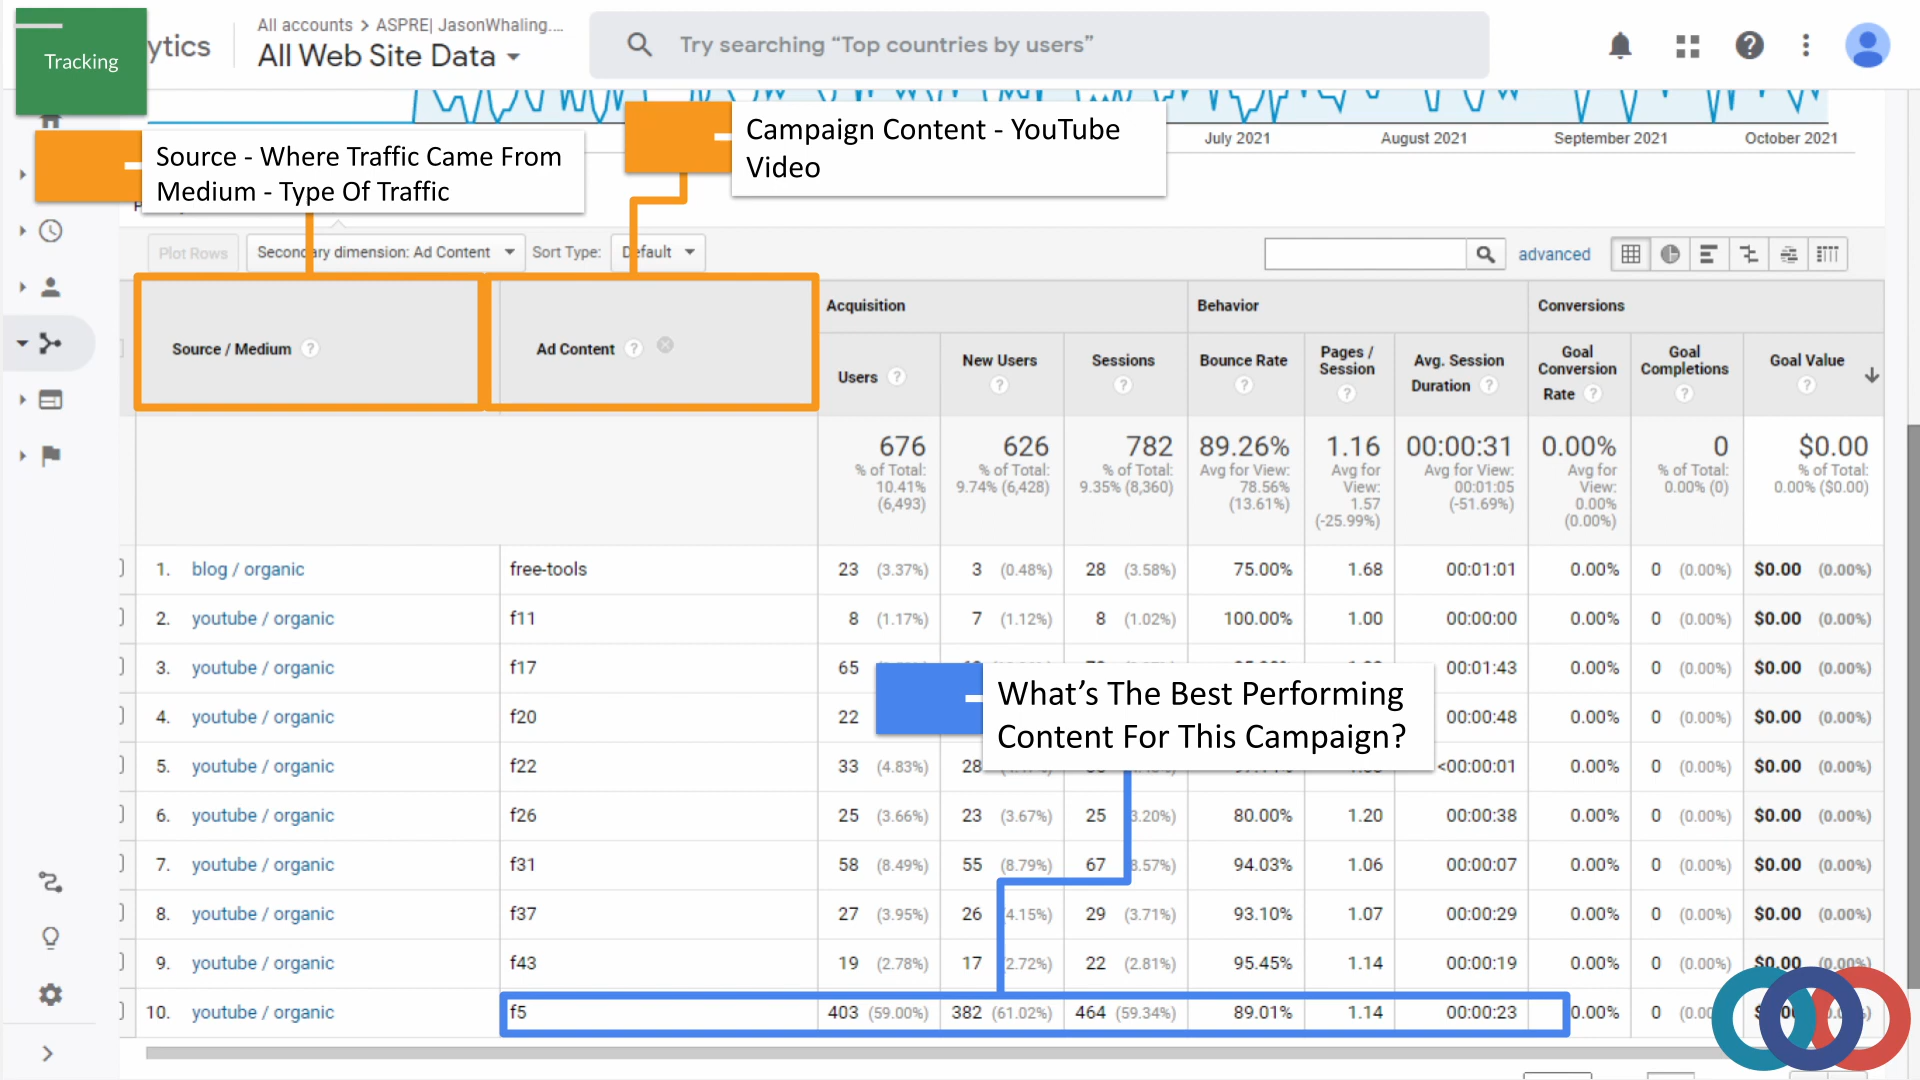 Tracking
ytics
All accounts > ASPRE| JasonWhaling....
All Web Site Data
Try searching “Top countries by users”
July 2021
August 2021
September 2021
October 2021
Source - Where Traffic Came From
Medium - Type Of Traffic
Campaign Content - YouTube
Video
Plot Rows
Secondary dimension: Ad Content
Sort Type:
Default
advanced
Source / Medium ?
Ad Content ?
Acquisition
Behavior
Conversions
Users ?
New Users ?
Sessions ?
Bounce Rate ?
Pages / Session ?
Avg. Session Duration ?
Goal Conversion Rate ?
Goal Completions ?
Goal Value ?
676 626 782 89.26% 1.16 00:00:31 0.00% 0 $0.00
% of Total: 10.41% (6,493)
% of Total: 9.74% (6,428)
% of Total: 9.35% (8,360)
Avg for View: 78.56% (13.61%)
Avg for View: 1.57 (-25.99%)
Avg for View: 00:01:05 (-51.69%)
Avg for View: 0.00% (0.00%)
% of Total: 0.00% (0)
% of Total: 0.00% ($0.00)
1. blog / organic free-tools 23 (3.37%) 3 (0.48%) 28 (3.58%) 75.00% 1.68 00:01:01 0.00% 0 (0.00%) $0.00 (0.00%)
2. youtube / organic f11 8 (1.17%) 7 (1.12%) 8 (1.02%) 100.00% 1.00 00:00:00 0.00% 0 (0.00%) $0.00 (0.00%)
3. youtube / organic f17 65 00:01:43 0.00% 0 (0.00%) $0.00 (0.00%)
4. youtube / organic f20 22 00:00:48 0.00% 0 (0.00%) $0.00 (0.00%)
What’s The Best Performing
Content For This Campaign?
5. youtube / organic f22 33 (4.83%) 28 <00:00:01 0.00% 0 (0.00%) $0.00 (0.00%)
6. youtube / organic f26 25 (3.66%) 23 (3.67%) 25 3.20%) 80.00% 1.20 00:00:38 0.00% 0 (0.00%) $0.00 (0.00%)
7. youtube / organic f31 58 (8.49%) 55 (8.79%) 67 8.57%) 94.03% 1.06 00:00:07 0.00% 0 (0.00%) $0.00 (0.00%)
8. youtube / organic f37 27 (3.95%) 26 4.15%) 29 (3.71%) 93.10% 1.07 00:00:29 0.00% 0 (0.00%) $0.00 (0.00%)
9. youtube / organic f43 19 (2.78%) 17 2.72%) 22 (2.81%) 95.45% 1.14 00:00:19 0.00% 0 (0.00%) $0.00 (0.00%)
10. youtube / organic f5 403 (59.00%) 382 (61.02%) 464 (59.34%) 89.01% 1.14 00:00:23 0.00% 0